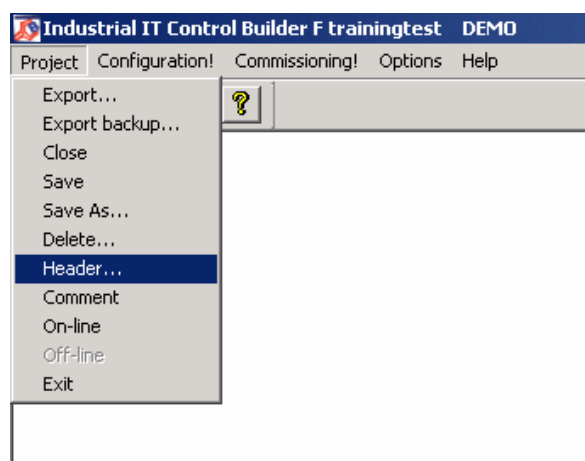 Industrial IT Control Builder F trainingtest DEMO
Project Configuration! Commissioning! Options Help
Export...
?
Export backup...
Close
Save
Save As...
Delete...
Header...
Comment
On-line
Off-line
Exit